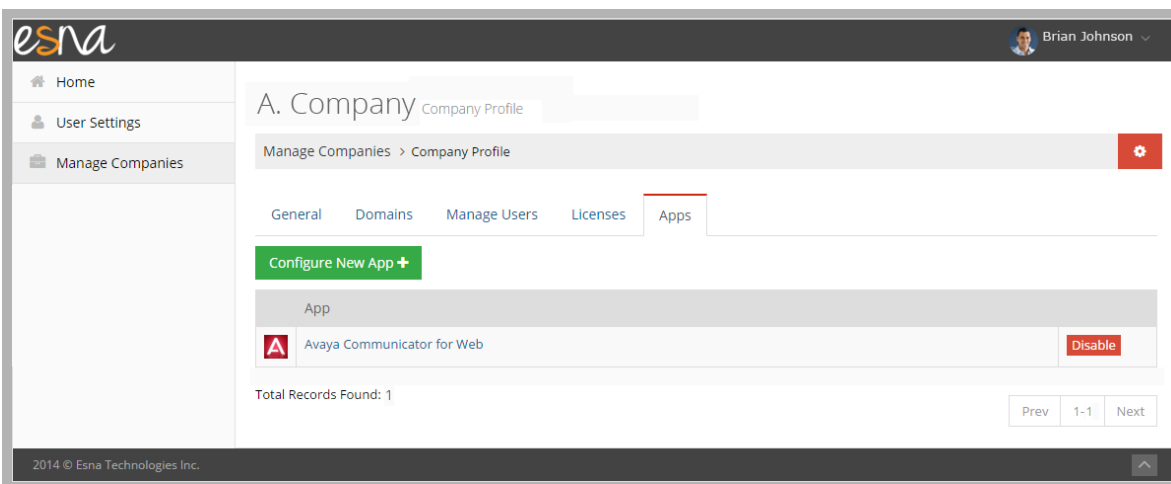 esna
Brian Johnson
Home
User Settings
Manage Companies
A. Company Company Profile
Manage Companies > Company Profile
General Domains Manage Users Licenses Apps
Configure New App +
App
A Avaya Communicator for Web Disable
Total Records Found: 1
Prev 1-1 Next
2014 © Esna Technologies Inc.